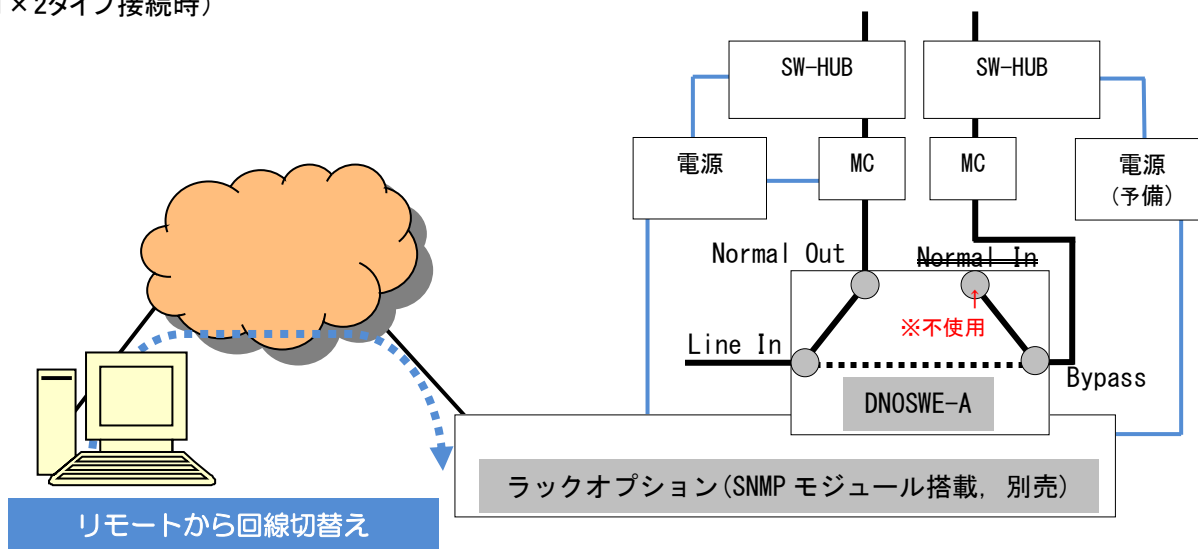 1×2タイプ接続時)
SW-HUB
SW-HUB
電源
MC
MC
電源
(予備)
Normal Out
Normal In
※不使用
Line In
Bypass
DNOSWE-A
ラックオプション(SNMP モジュール搭載, 別売)
リモートから回線切替え